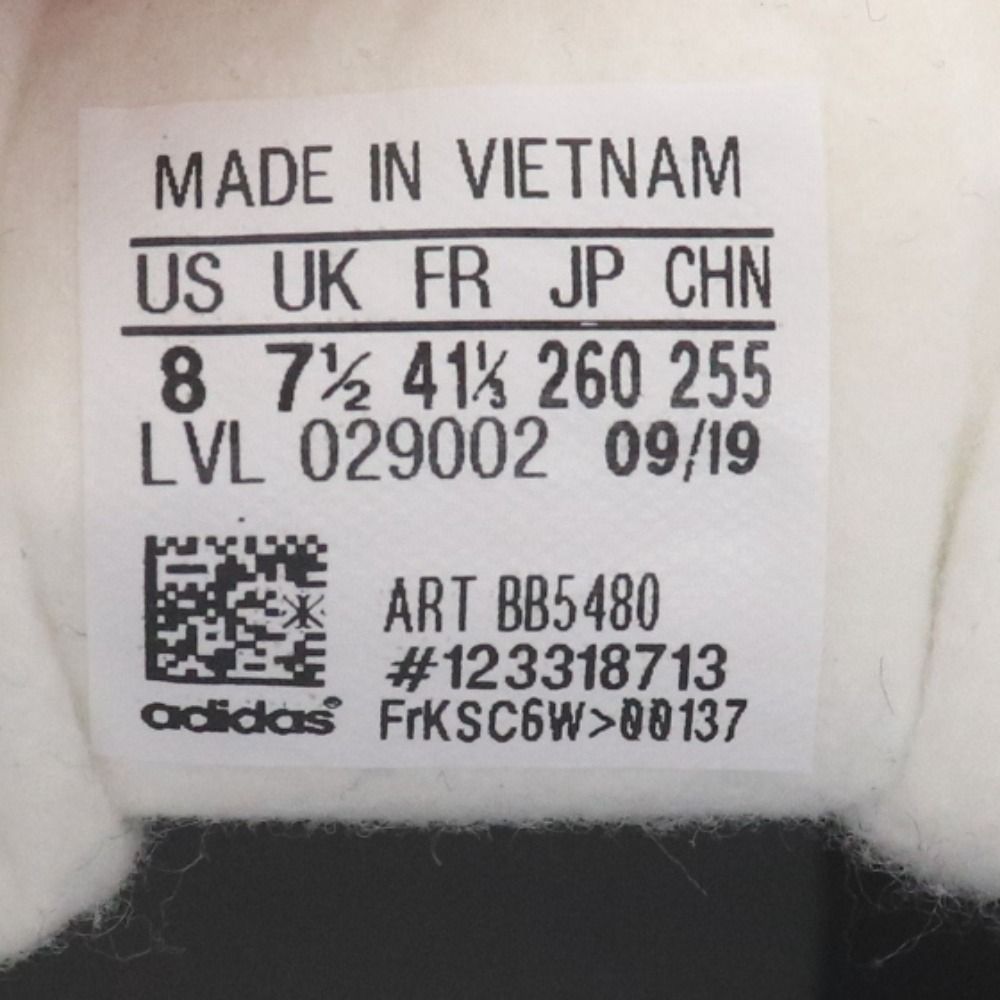 MADE IN VIETNAM
US UK FR JP CHN
8 7½ 41⅓ 260 255
LVL 029002 09/19
ART BB5480
#123318713
adidas® FrKSC6W>00137